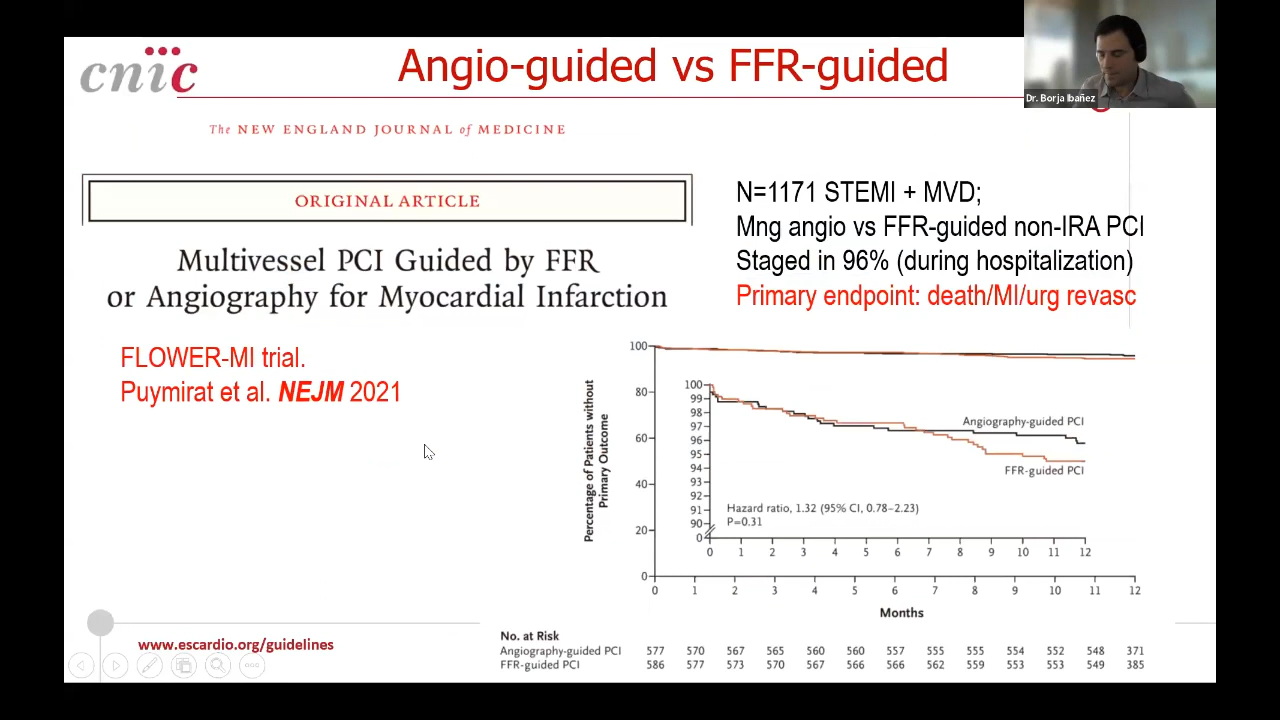 cnic
Angio-guided vs FFR-guided
Dr. Borja Ibañez
The NEW ENGLAND JOURNAL of MEDICINE
ORIGINAL ARTICLE
Multivessel PCI Guided by FFR
or Angiography for Myocardial Infarction
N=1171 STEMI + MVD;
Mng angio vs FFR-guided non-IRA PCI
Staged in 96% (during hospitalization)
Primary endpoint: death/MI/urg revasc
FLOWER-MI trial.
Puymirat et al. NEJM 2021
Percentage of Patients without
Primary Outcome
100
80
60
40
20
0
100
99
98
97
96
95
94
93
92
91
90
0
Angiography-guided PCI
FFR-guided PCI
Hazard ratio, 1.32 (95% CI, 0.78–2.23)
P=0.31
0 1 2 3 4 5 6 7 8 9 10 11 12
0 1 2 3 4 5 6 7 8 9 10 11 12
Months
No. at Risk
Angiography-guided PCI 577 570 567 565 560 560 557 555 555 554 552 548 371
FFR-guided PCI 586 577 573 570 567 566 566 562 559 553 553 549 385
www.escardio.org/guidelines